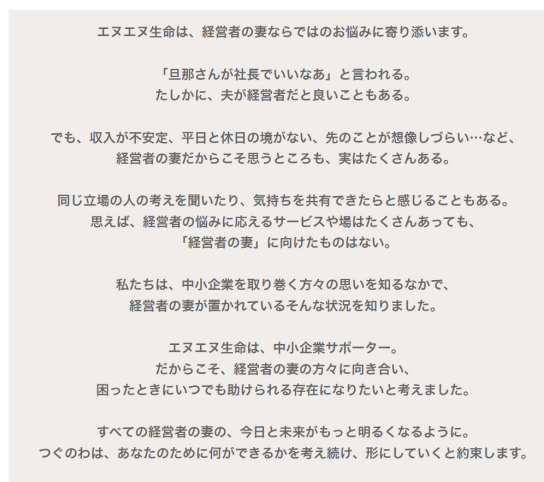 エヌエヌ生命は、経営者の妻ならではのお悩みに寄り添います。
「旦那さんが社長でいいなあ」と言われる。
たしかに、夫が経営者だと良いこともある。
でも、収入が不安定、平日と休日の境がない、先のことが想像しづらい…など、
経営者の妻だからこそ思うところも、実はたくさんある。
同じ立場の人の考えを聞いたり、気持ちを共有できたらと感じることもある。
思えば、経営者の悩みに応えるサービスや場はたくさんあっても、
「経営者の妻」に向けたものはない。
私たちは、中小企業を取り巻く方々の思いを知るなかで、
経営者の妻が置かれているそんな状況を知りました。
エヌエヌ生命は、中小企業サポーター。
だからこそ、経営者の妻の方々に向き合い、
困ったときにいつでも助けられる存在になりたいと考えました。
すべての経営者の妻の、今日と未来がもっと明るくなるように。
つぐのわは、あなたのために何ができるかを考え続け、形にしていくと約束します。